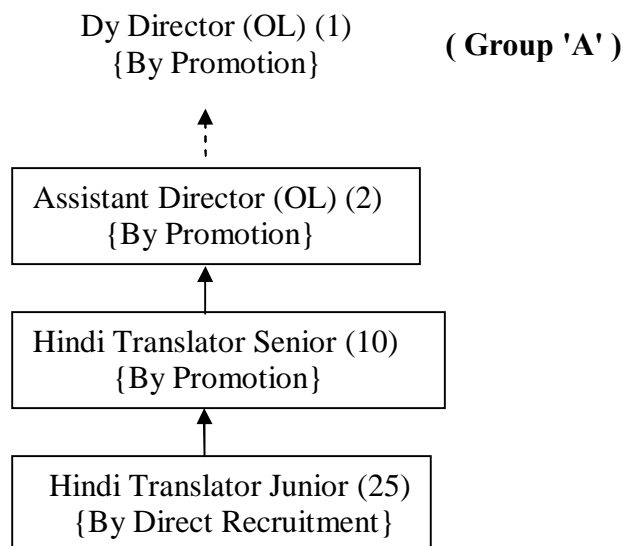 Dy Director (OL) (1)
{By Promotion}
( Group 'A' )
Assistant Director (OL) (2)
{By Promotion}
Hindi Translator Senior (10)
{By Promotion}
Hindi Translator Junior (25)
{By Direct Recruitment}